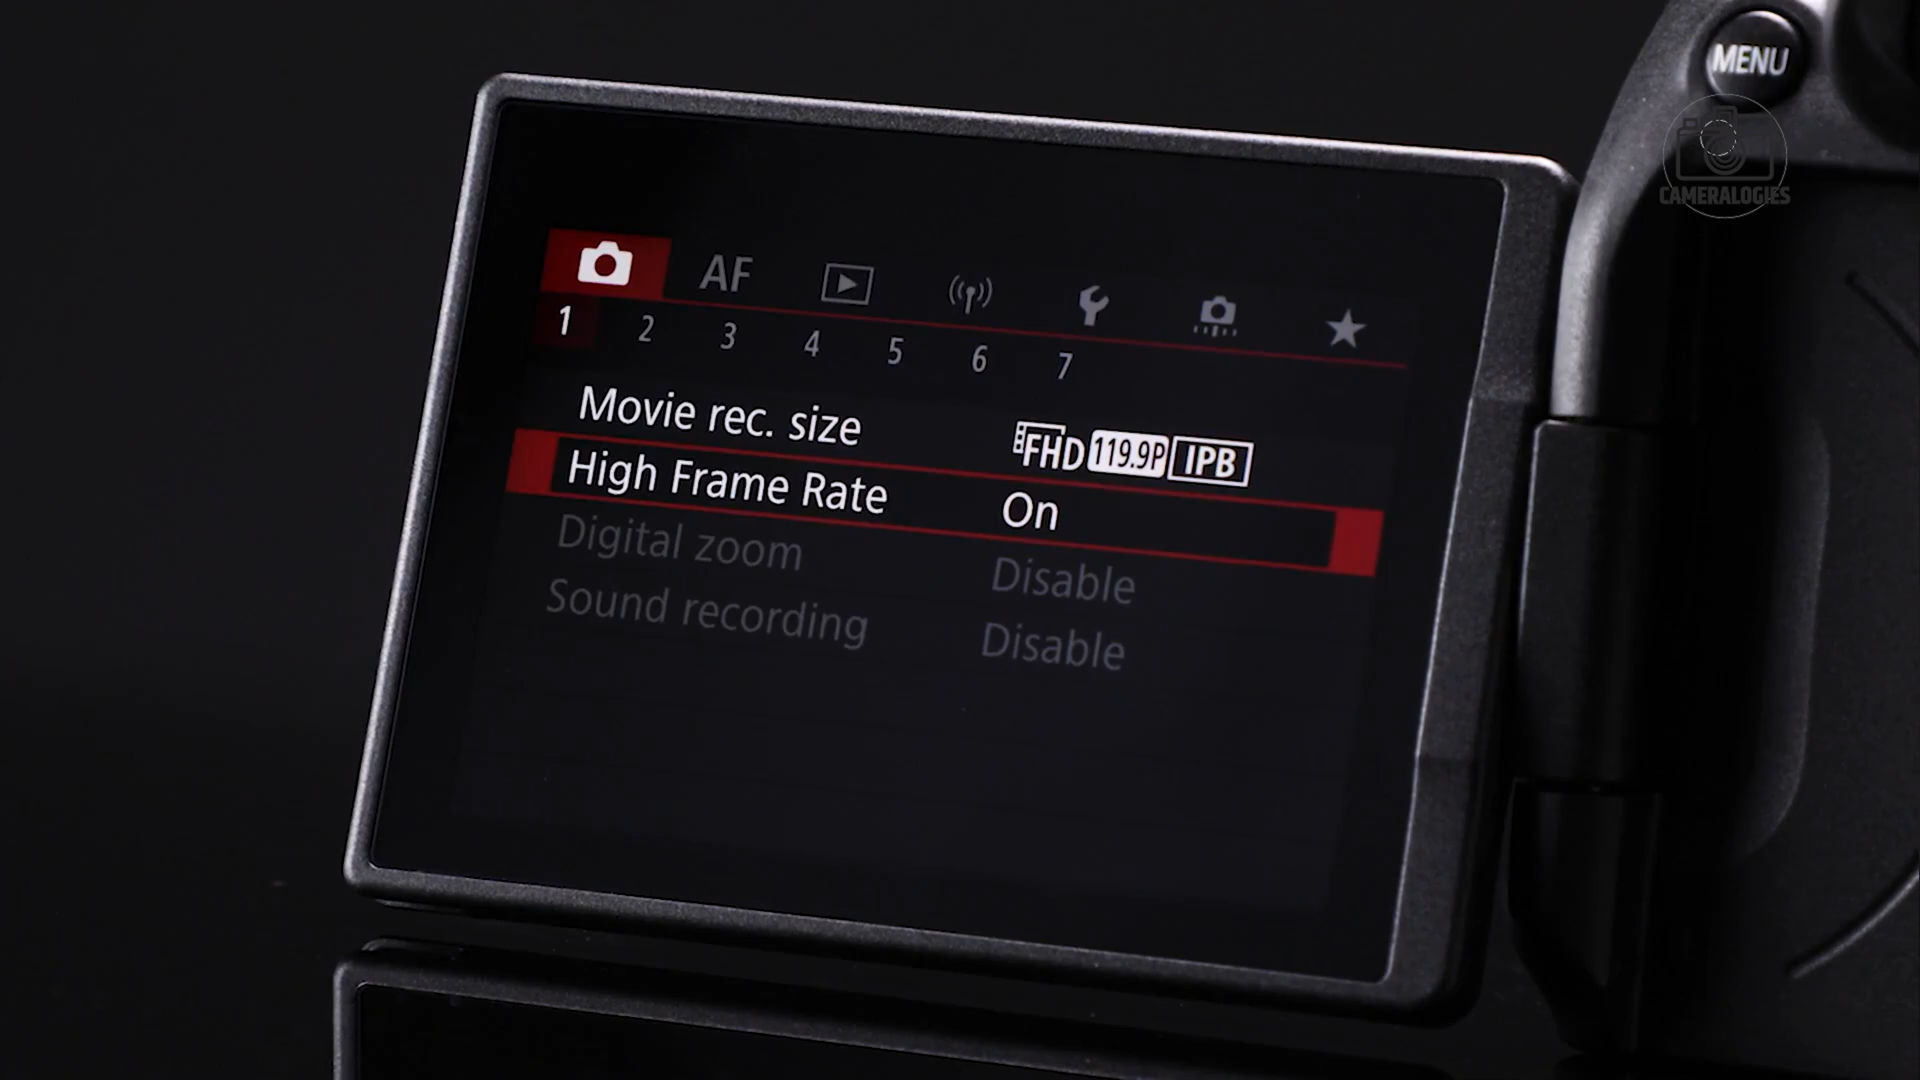 MENU
CAMERALOGIES
AF
1 2 3 4 5 6 7
Movie rec. size FHD 119.9P IPB
High Frame Rate On
Digital zoom Disable
Sound recording Disable